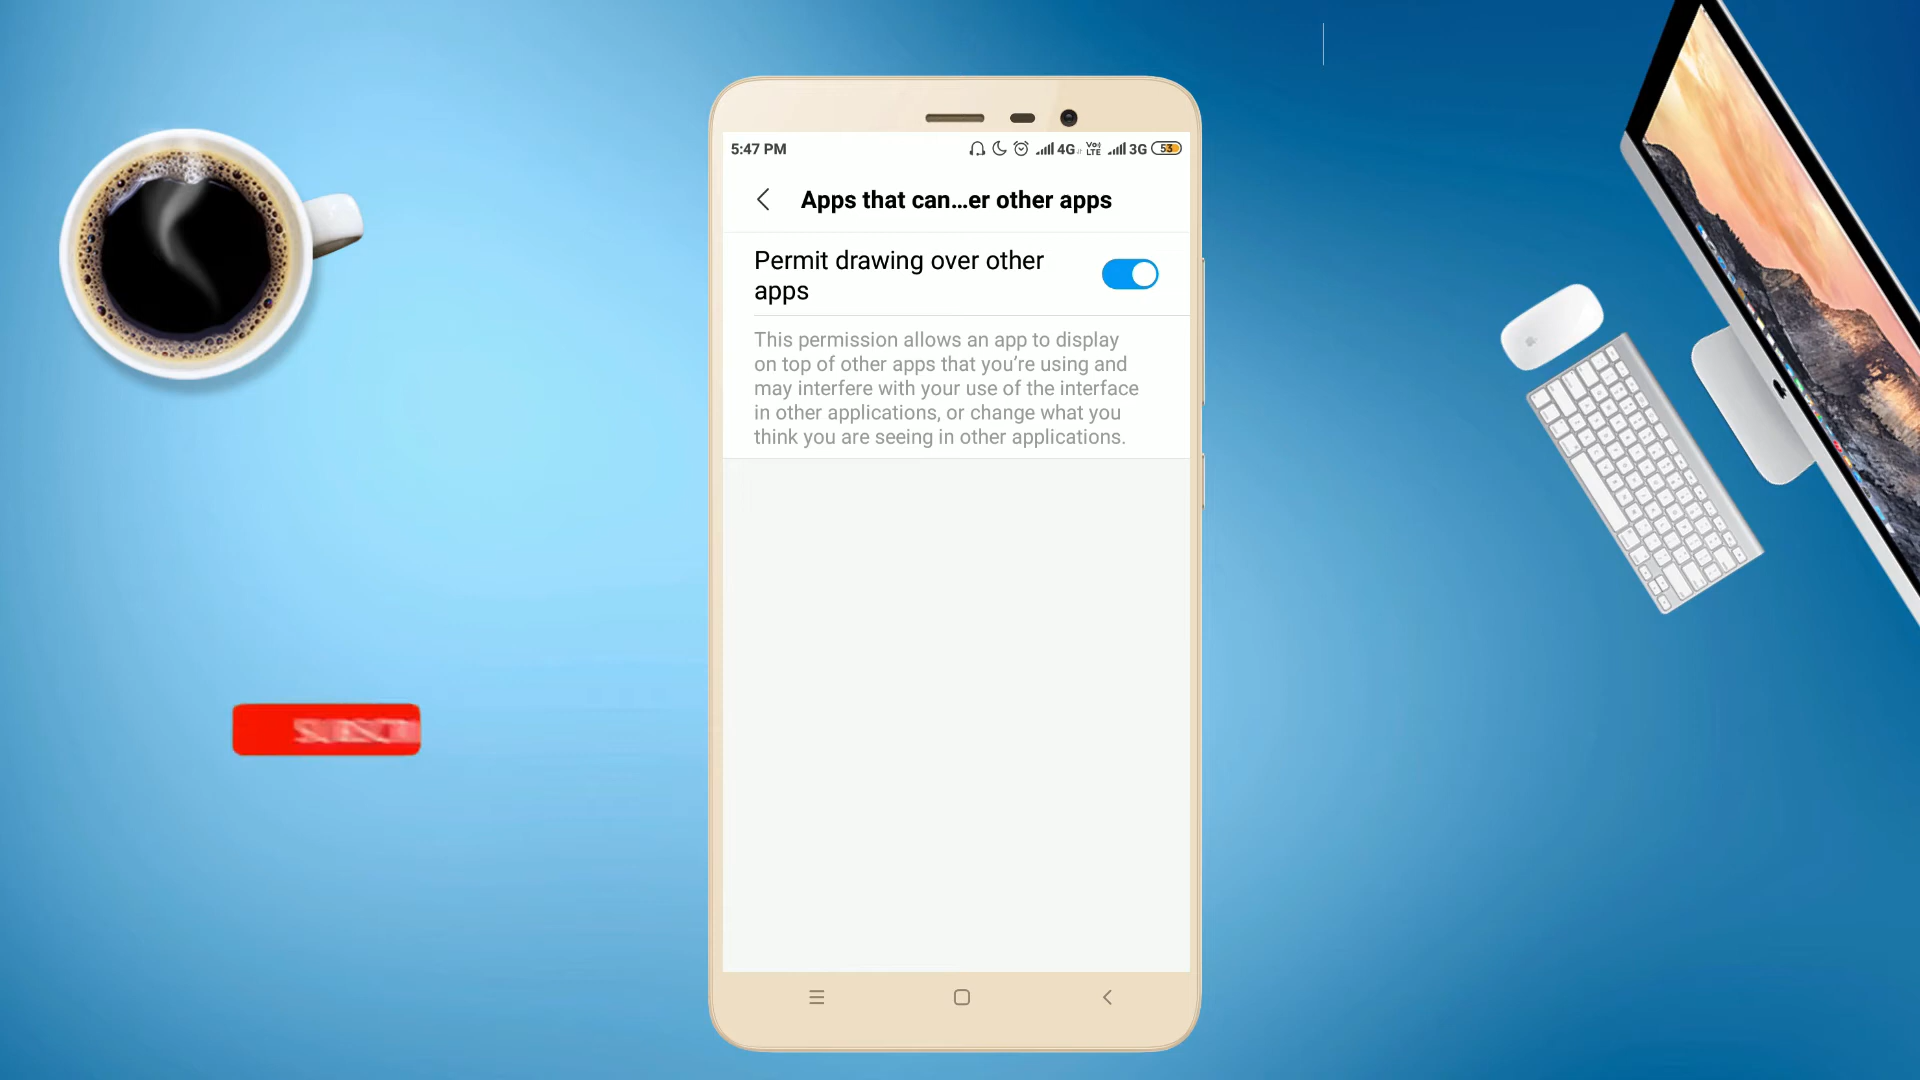 5:47 PM 4G Vo) LTE 3G 53
Apps that can...er other apps
Permit drawing over other
apps
This permission allows an app to display
on top of other apps that you’re using and
may interfere with your use of the interface
in other applications, or change what you
think you are seeing in other applications.